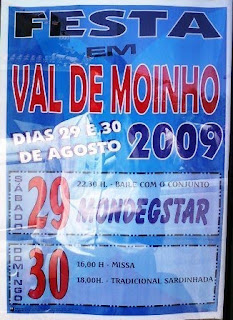 FESTA
EM
VAL DE MOINHO
DIAS 29 E 30
DE AGOSTO
2009
SÁBADO
29
22.30 H. - BAILE COM O CONJUNTO
MONDEGSTAR
DOMINGO
30
16,00 H - MISSA
18,00H. - TRADICIONAL SARDINHADA